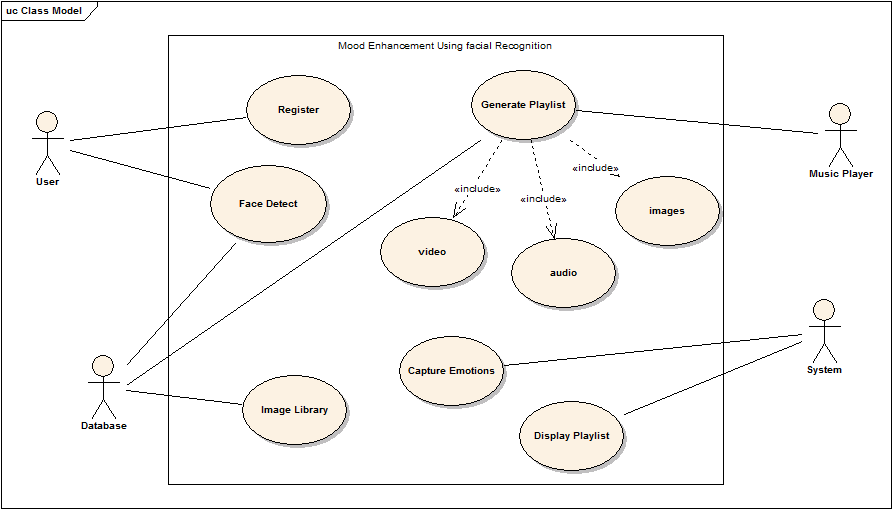 uc Class Model
Mood Enhancement Using facial Recognition
Register
Generate Playlist
User
Music Player
Face Detect
«include»
«include»
«include»
images
video
audio
System
Capture Emotions
Database
Image Library
Display Playlist